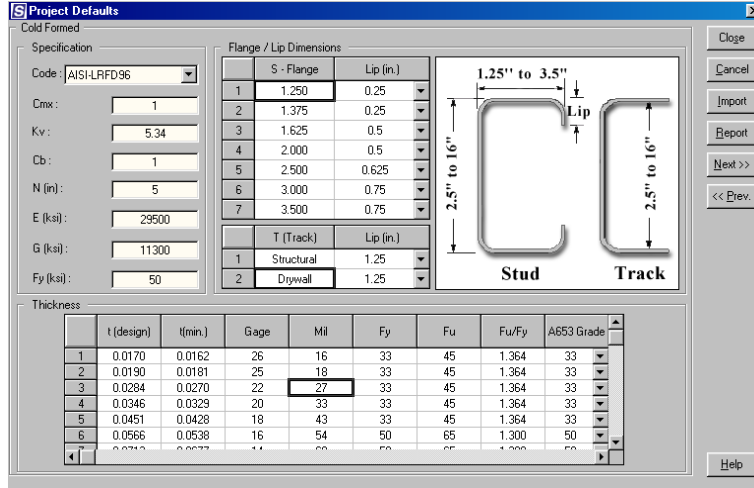 S Project Defaults
Cold Formed
Specification
Code : AISI-LRFD96
Cmx : 1
Kv : 5.34
Cb : 1
N (in) : 5
E (ksi) : 29500
G (ksi) : 11300
Fy (ksi) : 50
Flange / Lip Dimensions
S - Flange Lip (in.)
1 1.250 0.25
2 1.375 0.25
3 1.625 0.5
4 2.000 0.5
5 2.500 0.625
6 3.000 0.75
7 3.500 0.75
T (Track) Lip (in.)
1 Structural 1.25
2 Drywall 1.25
1.25'' to 3.5"
Lip
2.5" to 16"
2.5" to 16"
Stud Track
Close
Cancel
Import
Report
Next >>
<< Prev.
Thickness
t (design) t(min.) Gage Mil Fy Fu Fu/Fy A653 Grade
1 0.0170 0.0162 26 16 33 45 1.364 33
2 0.0190 0.0181 25 18 33 45 1.364 33
3 0.0284 0.0270 22 27 33 45 1.364 33
4 0.0346 0.0329 20 33 33 45 1.364 33
5 0.0451 0.0428 18 43 33 45 1.364 33
6 0.0566 0.0538 16 54 50 65 1.300 50
Help